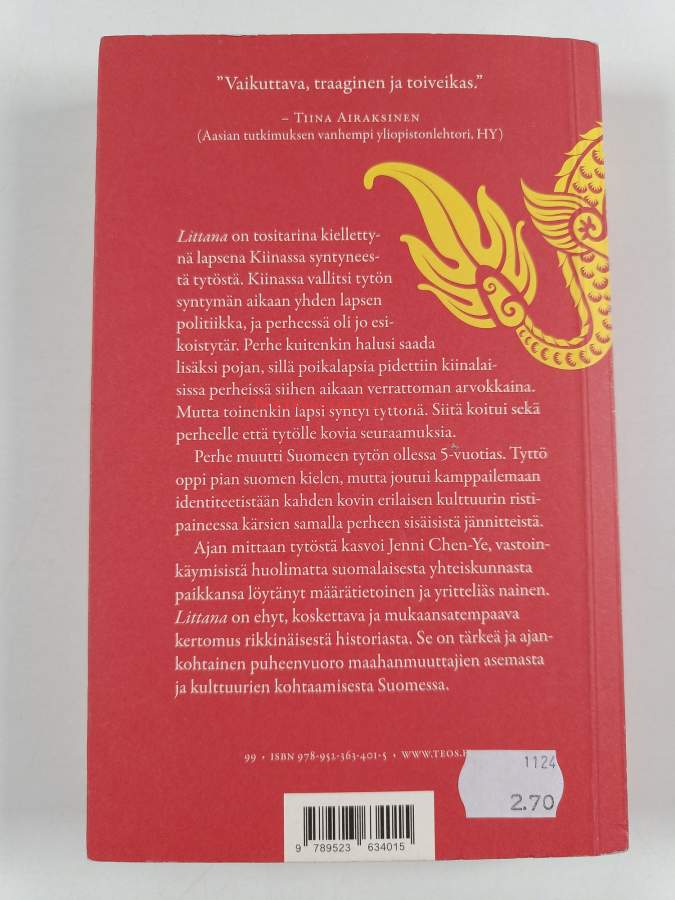 ”Vaikuttava, traaginen ja toiveikas.”
– Tiina Airaksinen
(Aasian tutkimuksen vanhempi yliopistonlehtori, HY)
Littana on tositarina kielletty-
nä lapsena Kiinassa syntynees-
tä tytöstä. Kiinassa vallitsi tytön
syntymän aikaan yhden lapsen
politiikka, ja perheessä oli jo esi-
koistytär. Perhe kuitenkin halusi saada
lisäksi pojan, sillä poikalapsia pidettiin kiinalai-
sissa perheissä siihen aikaan verrattoman arvokkaina.
Mutta toinenkin lapsi syntyi tyttönä. Siitä koitui sekä
perheelle että tytölle kovia seuraamuksia.
Perhe muutti Suomeen tytön ollessa 5-vuotias. Tyttö
oppi pian suomen kielen, mutta joutui kamppailemaan
identiteetistään kahden kovin erilaisen kulttuurin risti-
paineessa kärsien samalla perheen sisäisistä jännitteistä.
Ajan mittaan tytöstä kasvoi Jenni Chen-Ye, vastoin-
käymisistä huolimatta suomalaisesta yhteiskunnasta
paikkansa löytänyt määrätietoinen ja yritteliäs nainen.
Littana on ehyt, koskettava ja mukaansatempaava
kertomus rikkinäisestä historiasta. Se on tärkeä ja ajan-
kohtainen puheenvuoro maahanmuuttajien asemasta
ja kulttuurien kohtaamisesta Suomessa.
99 • ISBN 978-952-363-401-5 • WWW.TEOS.
1124
2.70
9 789523 634015